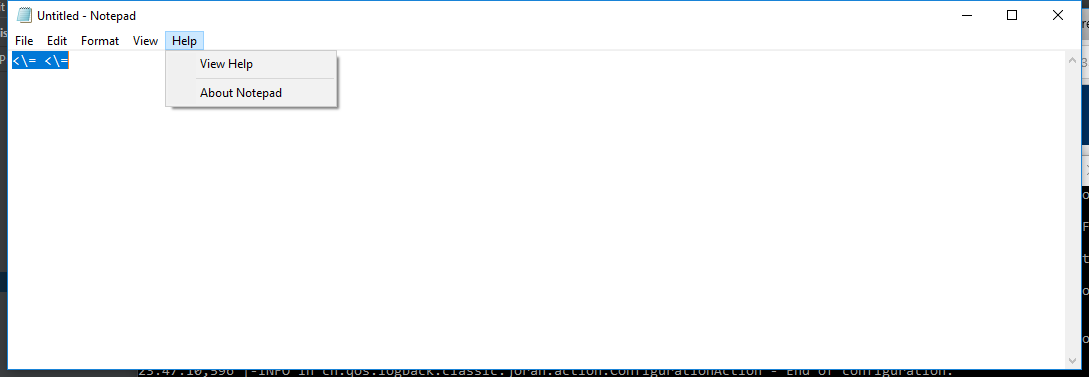 Untitled - Notepad
File Edit Format View Help
<\= <\=
View Help
About Notepad
23:47:10,596 |-INFO in ch.qos.logback.classic.joran.action.ConfigurationAction - End of configuration.